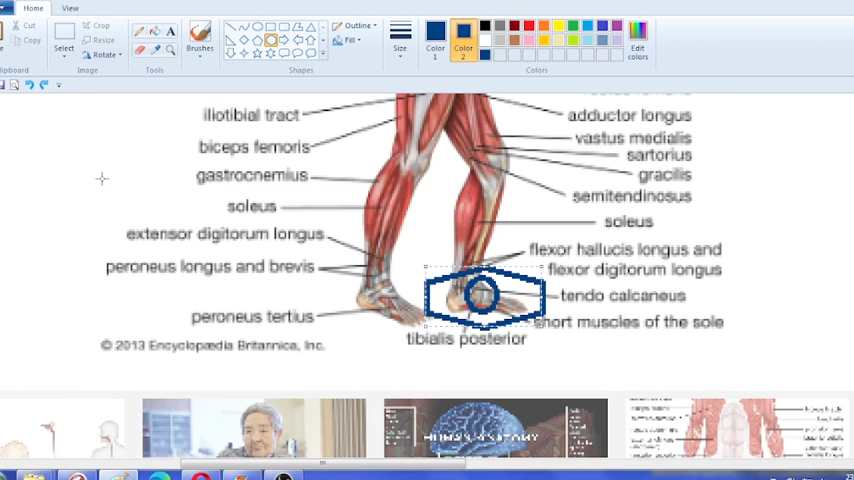 Home
View
Cut
Copy
Clipboard
Select
Crop
Resize
Rotate
Image
Tools
Brushes
Shapes
Outline
Fill
Size
Color 1
Color 2
Colors
Edit colors
iliotibial tract
biceps femoris
gastrocnemius
soleus
extensor digitorum longus
peroneus longus and brevis
peroneus tertius
© 2013 Encyclopædia Britannica, Inc.
adductor longus
vastus medialis
sartorius
gracilis
semitendinosus
soleus
flexor hallucis longus and
flexor digitorum longus
tendo calcaneus
short muscles of the sole
tibialis posterior
HUMAN ANATOMY